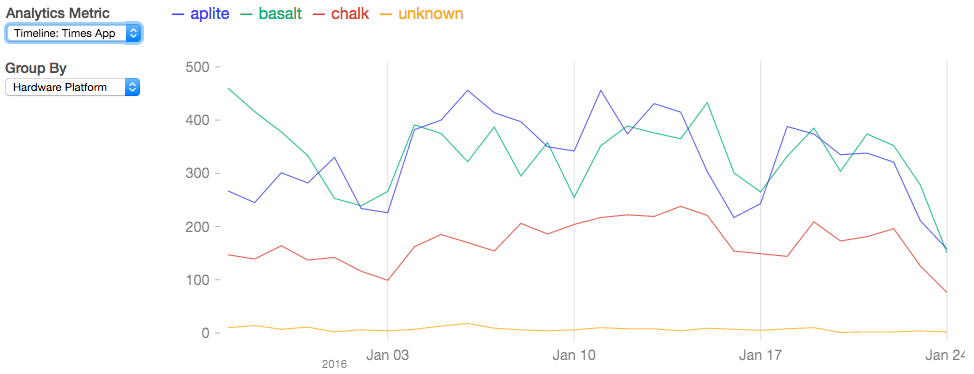 Analytics Metric
Timeline: Times App
Group By
Hardware Platform
— aplite — basalt — chalk — unknown
500
400
300
200
100
0
Jan 03 Jan 10 Jan 17 Jan 24
2016